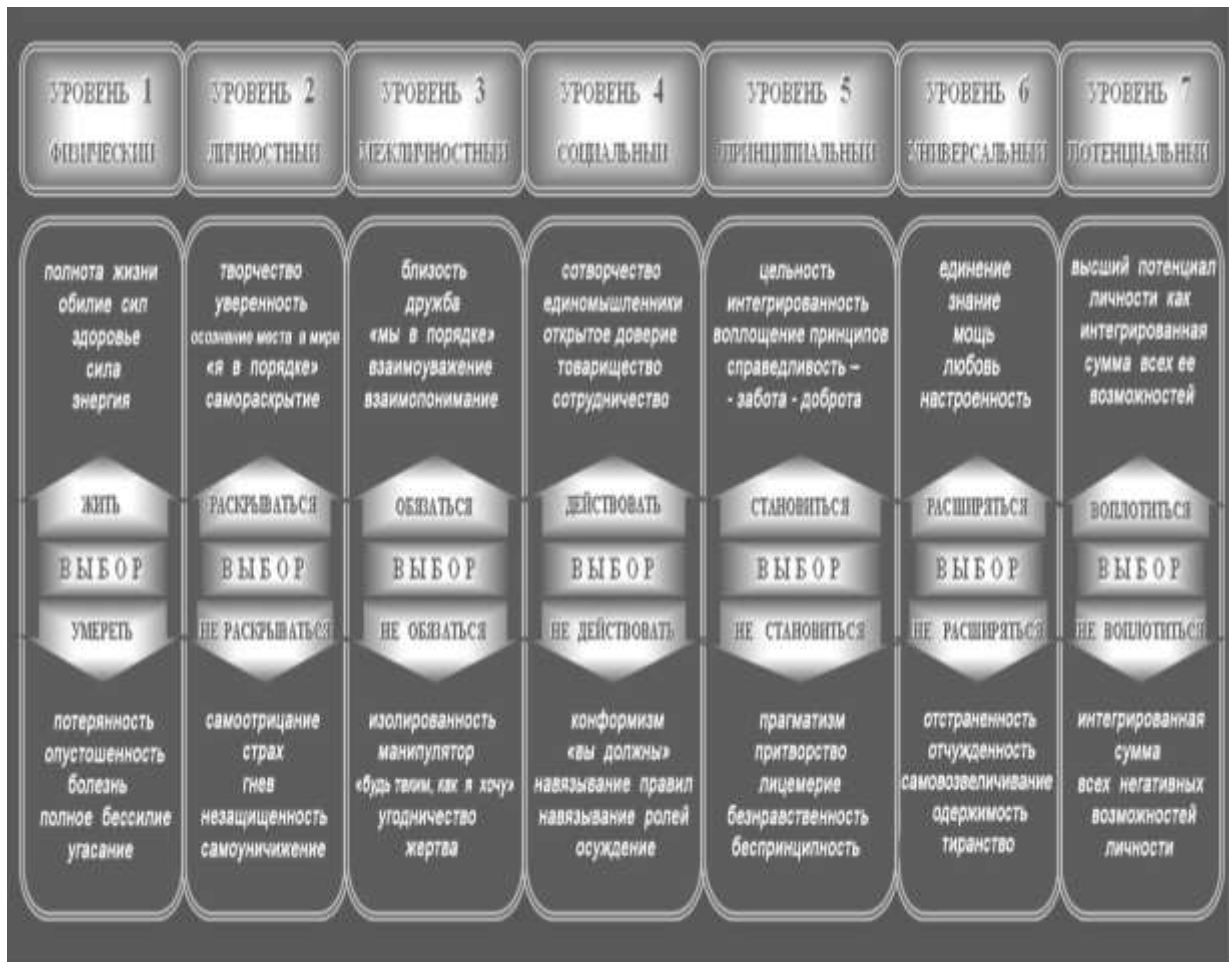 УРОВЕНЬ 1
ФИЗИЧЕСКИЙ
полнота жизни
обилие сил
здоровье
сила
энергия
ЖИТЬ
ВЫБОР
УМЕРЕТЬ
потерянность
опустошенность
болезнь
полное бессилие
угасание
УРОВЕНЬ 2
ЛИЧНОСТНЫЙ
творчество
уверенность
осознание места в мире
«я в порядке»
самораскрытие
РАСКРЫВАТЬСЯ
ВЫБОР
НЕ РАСКРЫВАТЬСЯ
самоотрицание
страх
гнев
незащищенность
самоуничижение
УРОВЕНЬ 3
МЕЖЛИЧНОСТНЫЙ
близость
дружба
«мы в порядке»
взаимоуважение
взаимопонимание
ОБЯЗАТЬСЯ
ВЫБОР
НЕ ОБЯЗАТЬСЯ
изолированность
манипулятор
«будь таким, как я хочу»
угодничество
жертва
УРОВЕНЬ 4
СОЦИАЛЬНЫЙ
сотворчество
единомышленники
открытое доверие
товарищество
сотрудничество
ДЕЙСТВОВАТЬ
ВЫБОР
НЕ ДЕЙСТВОВАТЬ
конформизм
«вы должны»
навязывание правил
навязывание ролей
осуждение
УРОВЕНЬ 5
ПРИНЦИПИАЛЬНЫЙ
цельность
интегрированность
воплощение принципов
справедливость –
- забота - доброта
СТАНОВИТЬСЯ
ВЫБОР
НЕ СТАНОВИТЬСЯ
прагматизм
притворство
лицемерие
безнравственность
беспринципность
УРОВЕНЬ 6
УНИВЕРСАЛЬНЫЙ
единение
знание
мощь
любовь
настроенность
РАСШИРЯТЬСЯ
ВЫБОР
НЕ РАСШИРЯТЬСЯ
отстраненность
отчужденность
самовозвеличивание
одержимость
тиранство
УРОВЕНЬ 7
ПОТЕНЦИАЛЬНЫЙ
высший потенциал
личности как
интегрированная
сумма всех ее
возможностей
ВОПЛОТИТЬСЯ
ВЫБОР
НЕ ВОПЛОТИТЬСЯ
интегрированная
сумма
всех негативных
возможностей
личности